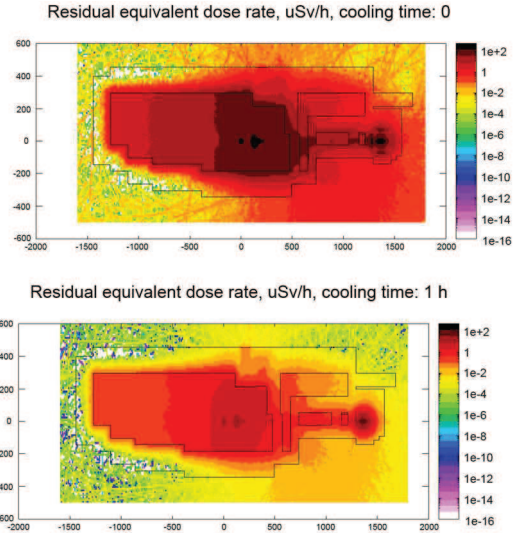 Residual equivalent dose rate, uSv/h, cooling time: 0
600
400
200
0
-200
-400
-600
-2000 -1500 -1000 -500 0 500 1000 1500 2000
1e+2
1
1e-2
1e-4
1e-6
1e-8
1e-10
1e-12
1e-14
1e-16
Residual equivalent dose rate, uSv/h, cooling time: 1 h
600
400
200
0
-200
-400
-600
-2000 -1500 -1000 -500 0 500 1000 1500 2000
1e+2
1
1e-2
1e-4
1e-6
1e-8
1e-10
1e-12
1e-14
1e-16